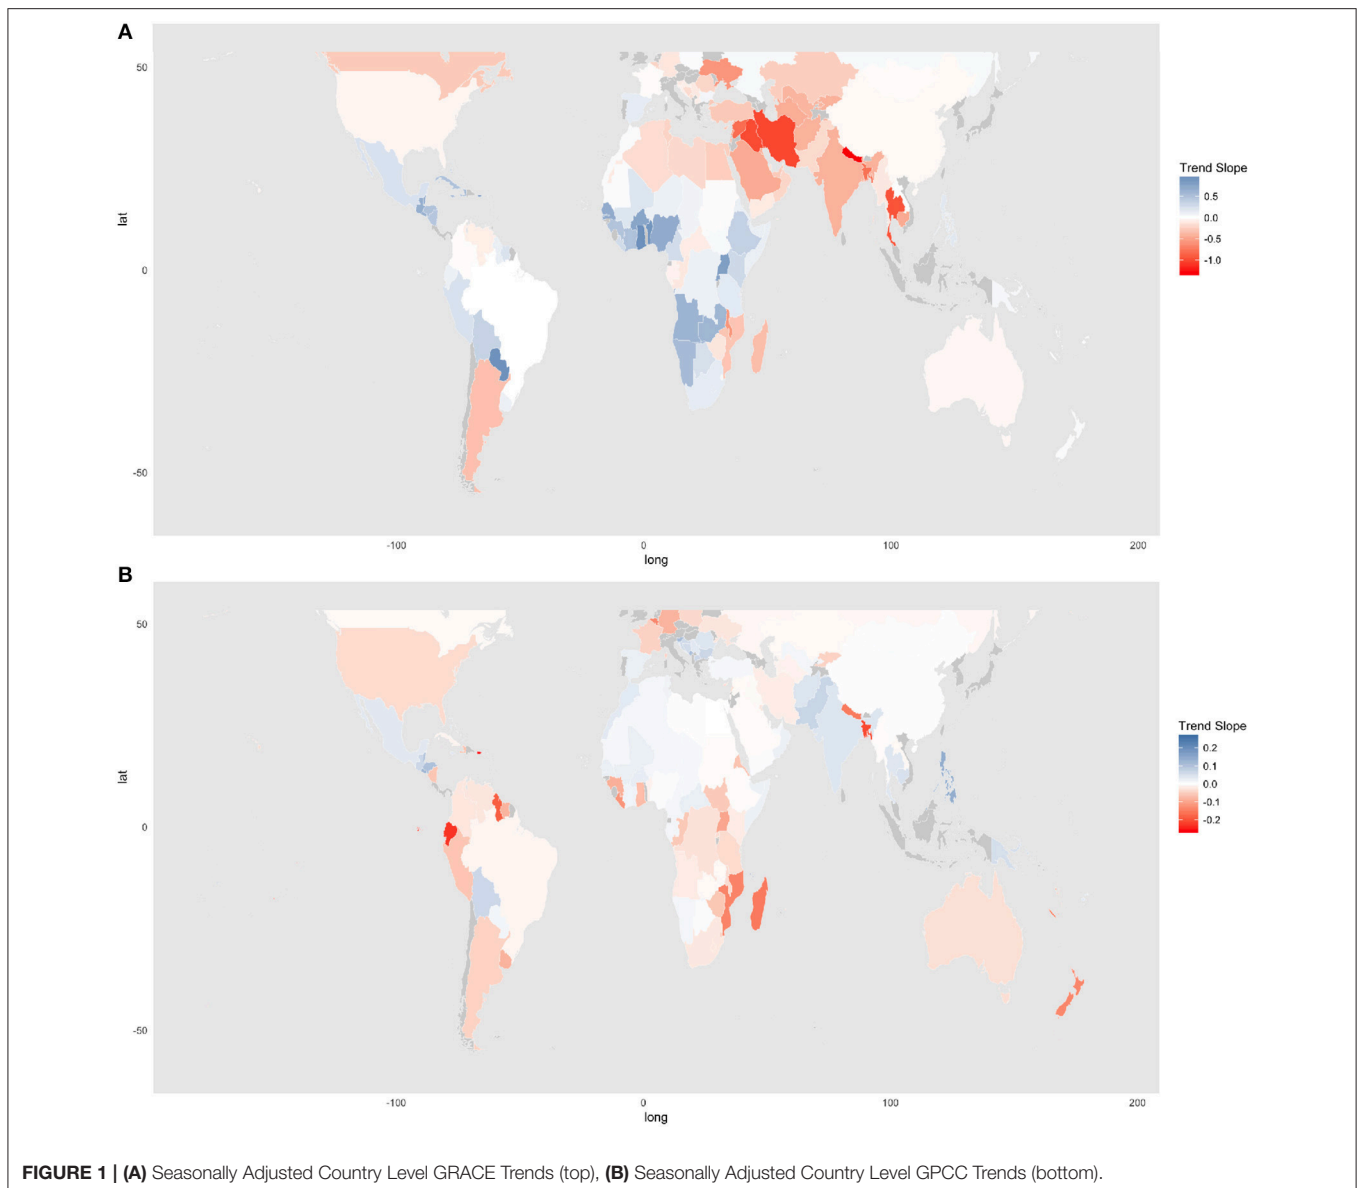 A
50
0
-50
lat
-100
0
100
200
long
Trend Slope
0.5
0.0
-0.5
-1.0
B
50
0
-50
lat
-100
0
100
200
long
Trend Slope
0.2
0.1
0.0
-0.1
-0.2
FIGURE 1 | (A) Seasonally Adjusted Country Level GRACE Trends (top), (B) Seasonally Adjusted Country Level GPCC Trends (bottom).